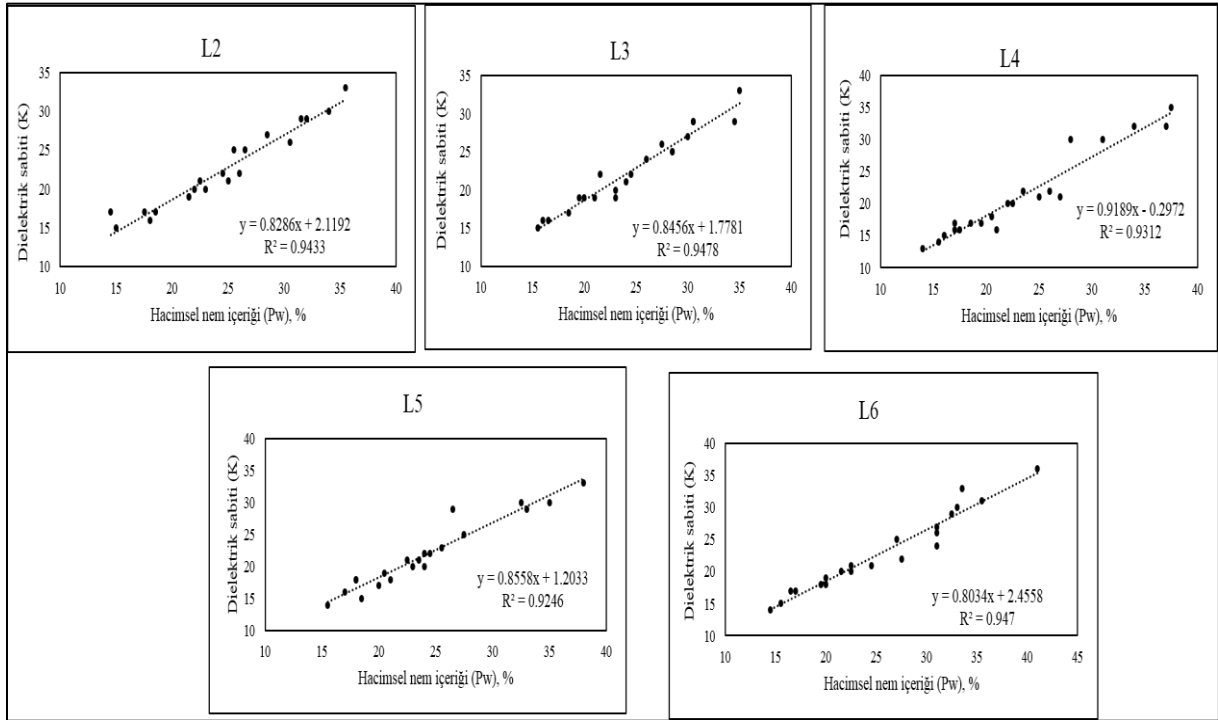 L2
Dielektrik sabiti (K)
35
30
25
20
15
10
y = 0.8286x + 2.1192
R² = 0.9433
10 15 20 25 30 35 40
Hacimsel nem içeriği (Pw), %
L3
Dielektrik sabiti (K)
35
30
25
20
15
10
y = 0.8456x + 1.7781
R² = 0.9478
10 15 20 25 30 35 40
Hacimsel nem içeriği (Pw), %
L4
Dielektrik sabiti (K)
40
35
30
25
20
15
10
y = 0.9189x - 0.2972
R² = 0.9312
10 15 20 25 30 35 40
Hacimsel nem içeriği (Pw), %
L5
Dielektrik sabiti (K)
40
35
30
25
20
15
10
y = 0.8558x + 1.2033
R² = 0.9246
10 15 20 25 30 35 40
Hacimsel nem içeriği (Pw), %
L6
Dielektrik sabiti (K)
40
35
30
25
20
15
10
y = 0.8034x + 2.4558
R² = 0.947
10 15 20 25 30 35 40 45
Hacimsel nem içeriği (Pw), %